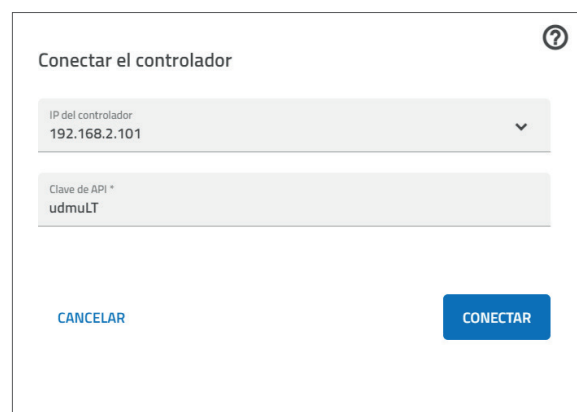 Conectar el controlador
IP del controlador
192.168.2.101
Clave de API *
udmuLT
CANCELAR
CONECTAR